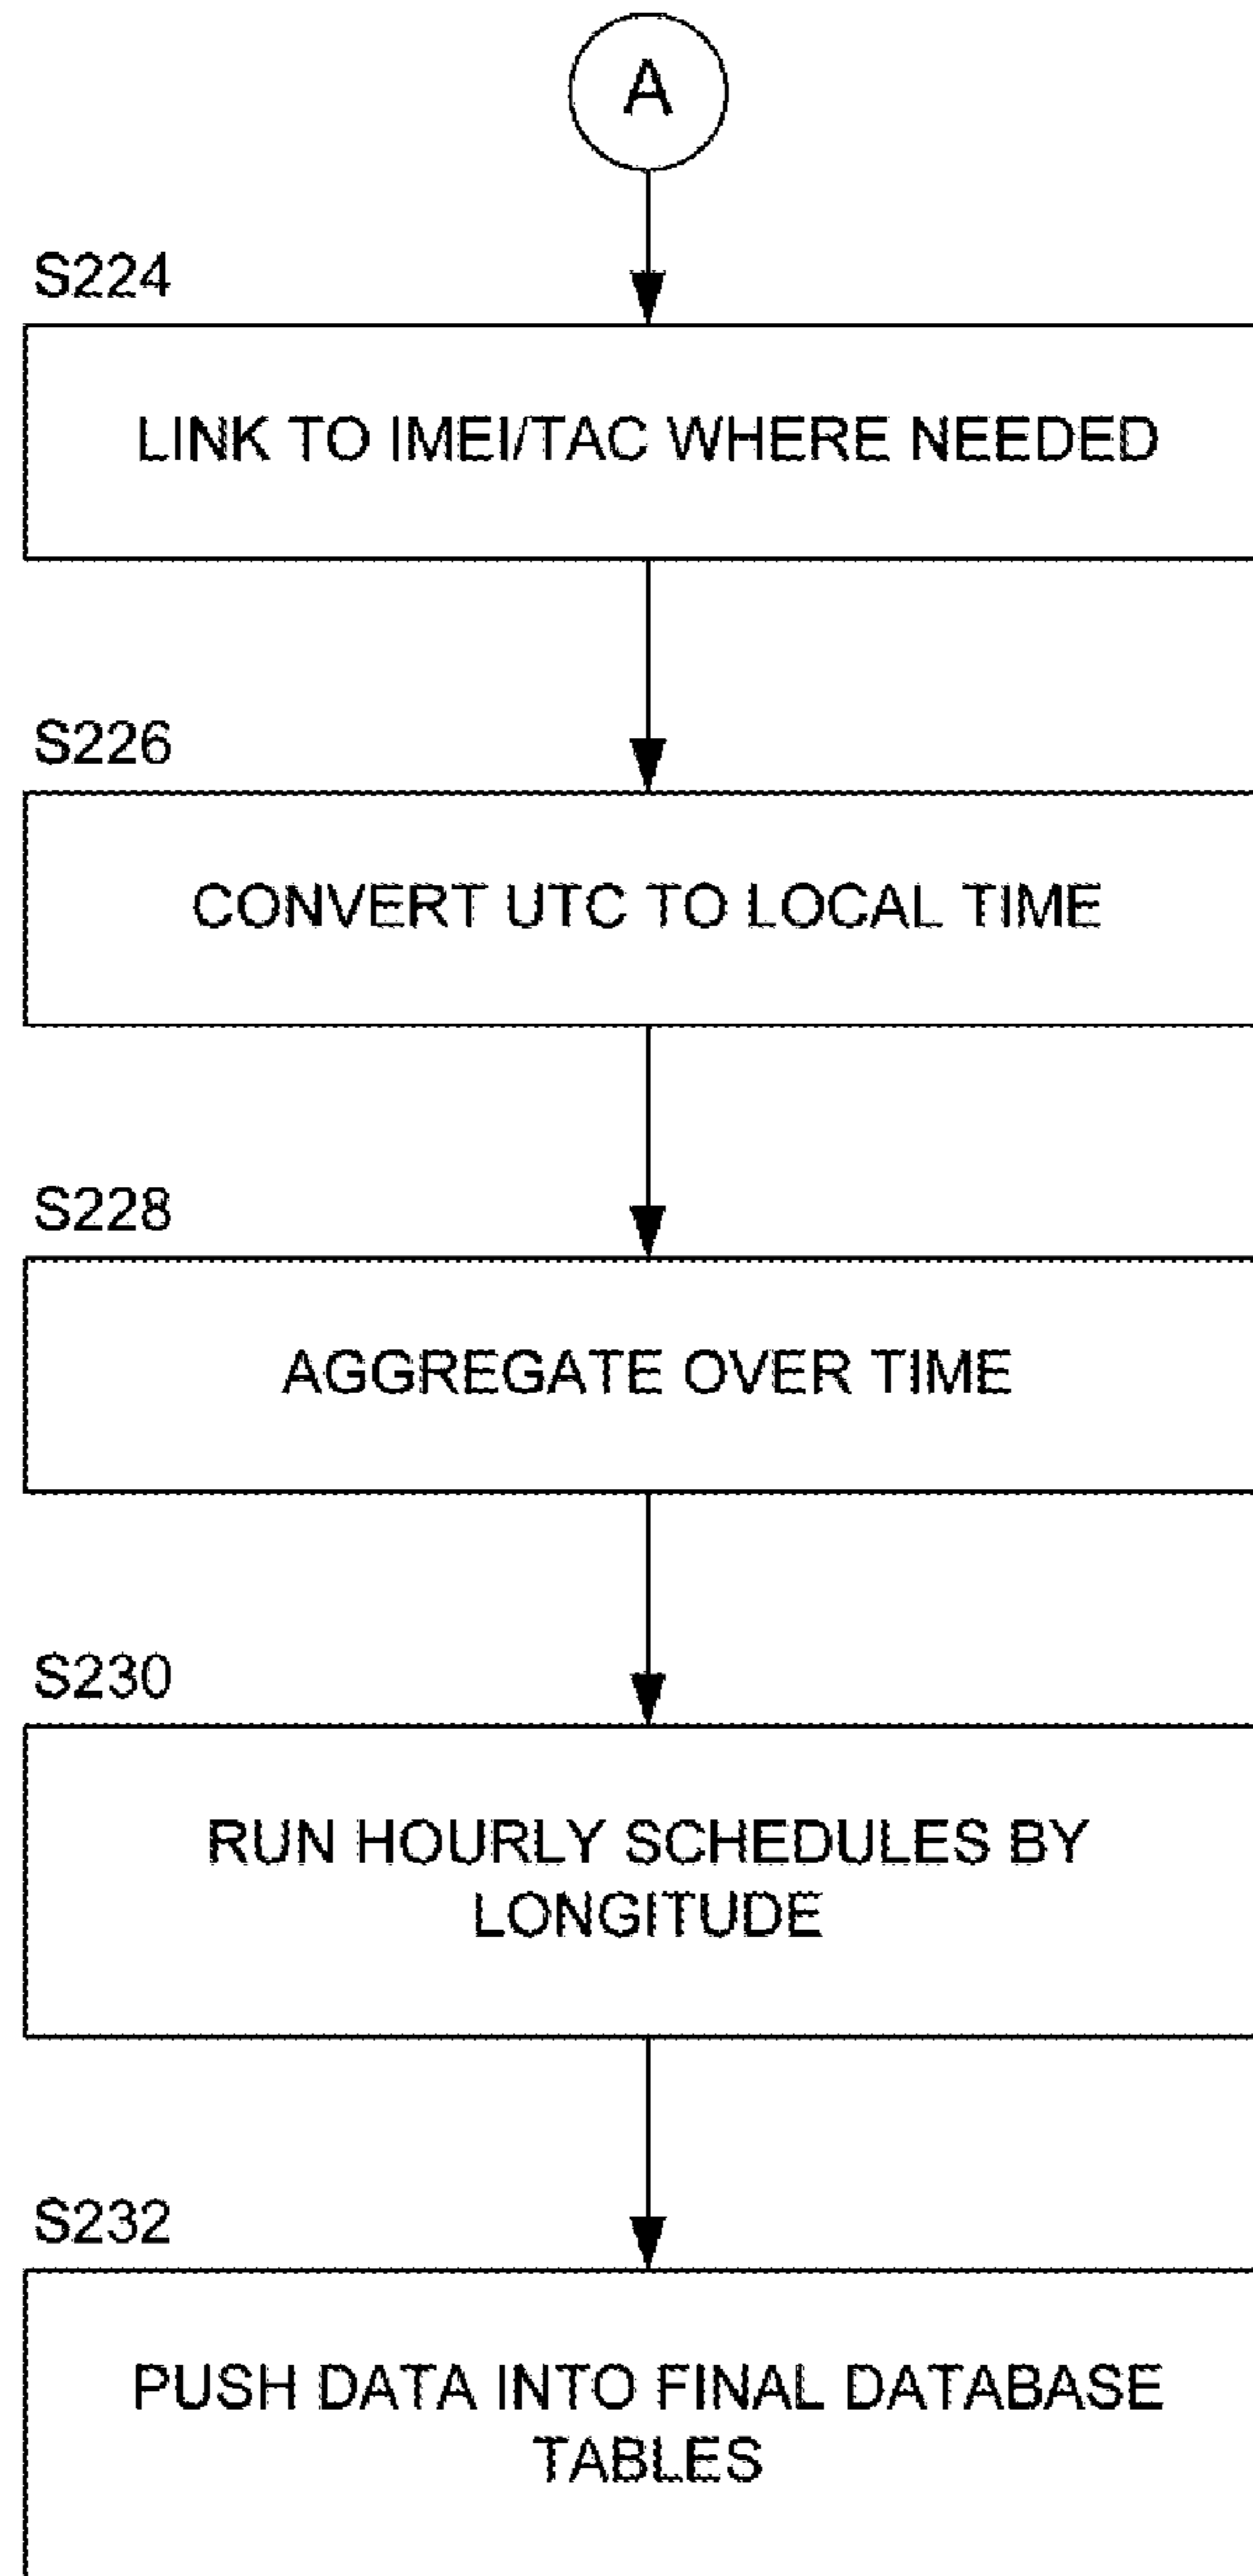 A
S224
LINK TO IMEI/TAC WHERE NEEDED
S226
CONVERT UTC TO LOCAL TIME
S228
AGGREGATE OVER TIME
S230
RUN HOURLY SCHEDULES BY
LONGITUDE
S232
PUSH DATA INTO FINAL DATABASE
TABLES